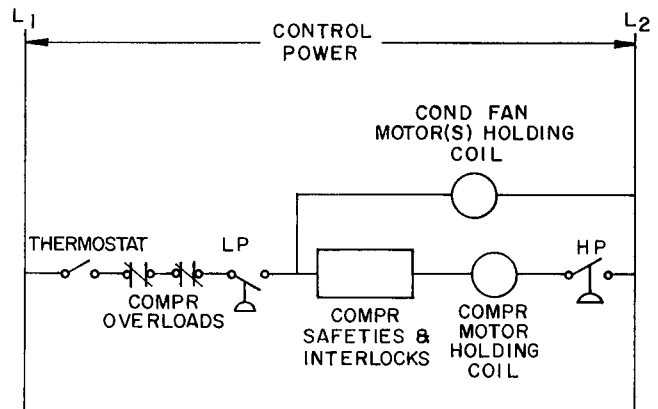 L1
L2
CONTROL
POWER
COND FAN
MOTOR(S) HOLDING
COIL
THERMOSTAT
LP
HP
COMPR
OVERLOADS
COMPR
SAFETIES &
INTERLOCKS
COMPR
MOTOR
HOLDING
COIL